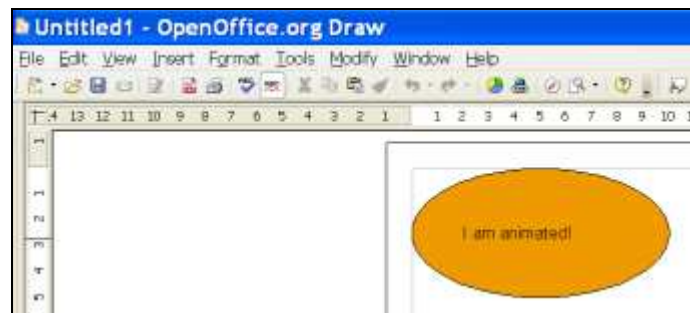 Untitled1 - OpenOffice.org Draw
File Edit View Insert Format Tools Modify Window Help
4 13 12 11 10 9 8 7 6 5 4 3 2 1 1 2 3 4 5 6 7 8 9 10
1
1
2
3
4
5
I am animated!